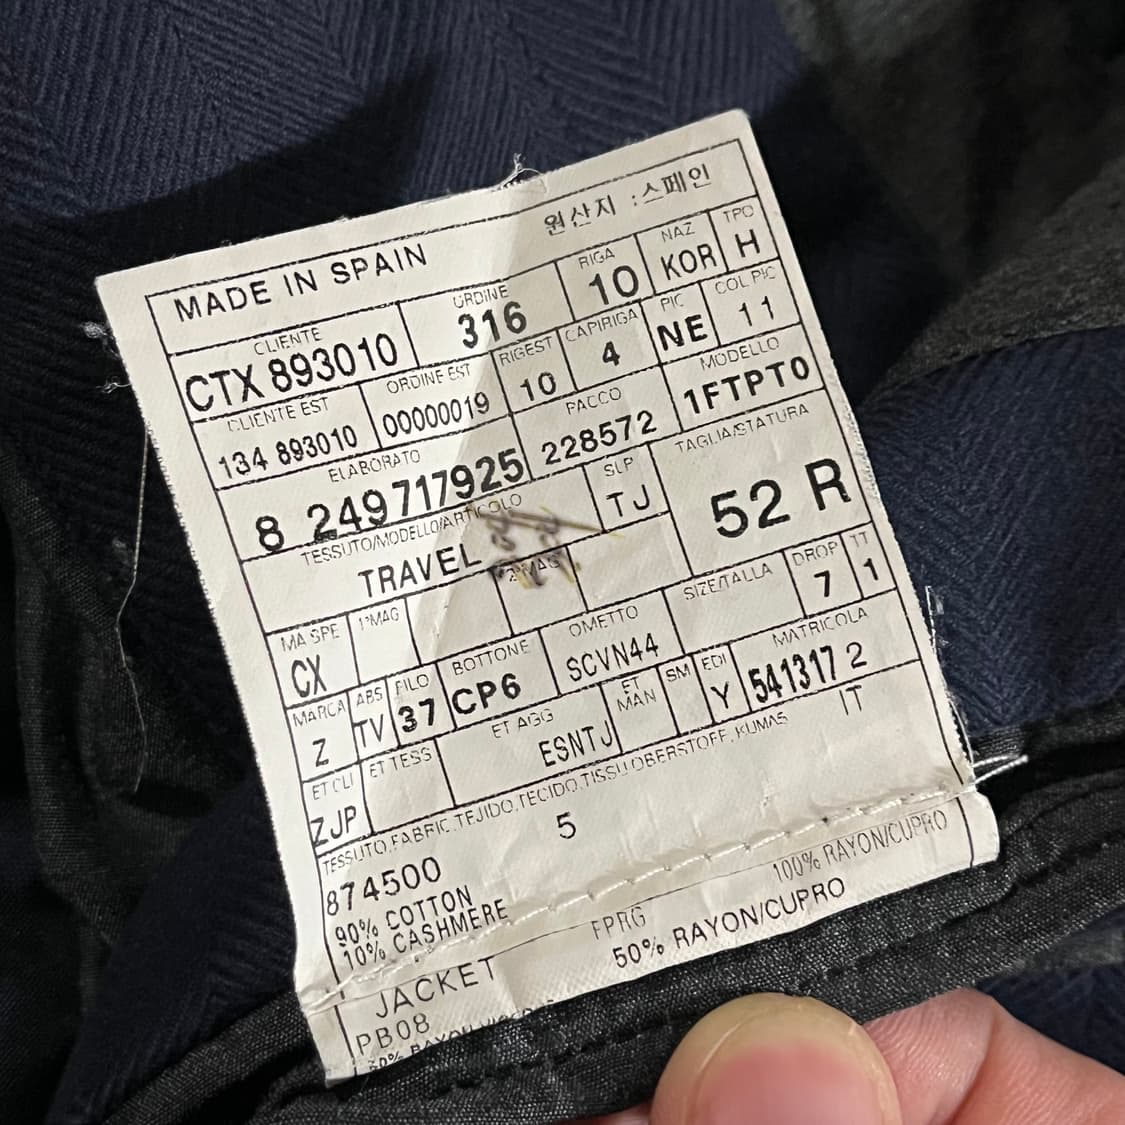 MADE IN SPAIN 원산지 :스페인
CLIENTE ORDINE RIGA NAZ TPO
CTX 893010 316 10 KOR H
CLIENTE EST ORDINE EST RIGEST CAPIRIGA PIC COL PIC
134 893010 00000019 10 4 NE 11
ELABORATO PACCO MODELLO
8 249717925 228572 1FTPT0
TESSUTO/MODELLO/ARTICOLO SLP TAGLIA/STATURA
TRAVEL TJ 52 R
MA SPE 1°MAG 2°MAG SIZE/TALLA DROP TT
CX 7 1
MARCA ABS FILO BOTTONE OMETTO MATRICOLA
Z TV 37 CP6 SCVN44 541317 2
ET CLI ET TESS ET AGG ET MAN SM EDI
ZJP ESNTJ Y IT
TESSUTO,FABRIC,TEJIDO,TECIDO,TISSU,OBERSTOFF,KUMAS
874500 5
90% COTTON
10% CASHMERE
100% RAYON/CUPRO
FPRG
JACKET 50% RAYON/CUPRO
PB08